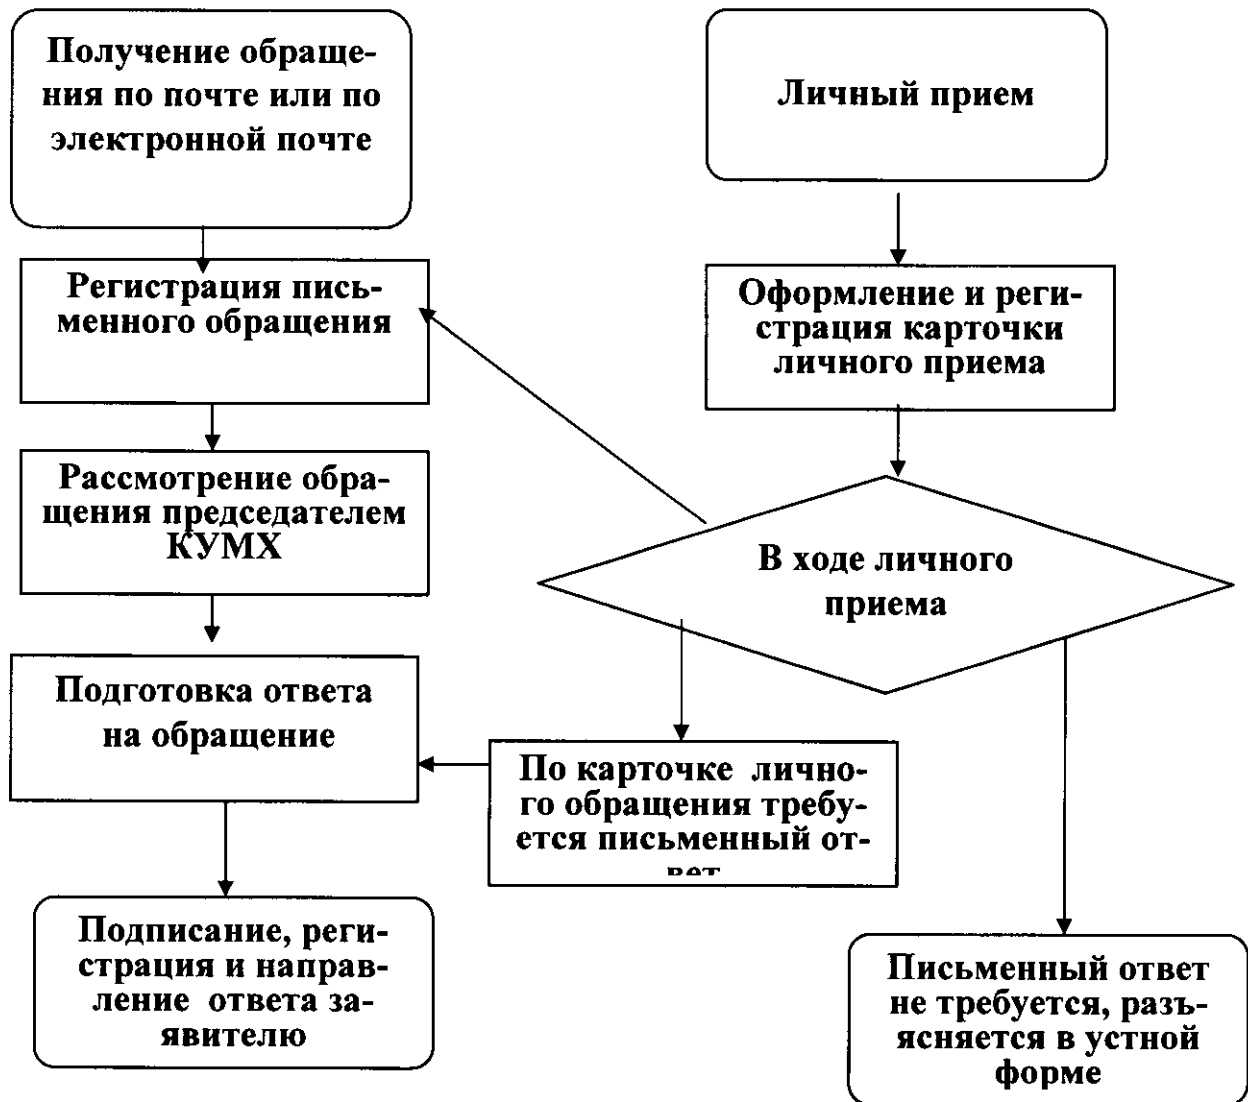 Получение обраще-
ния по почте или по
электронной почте
Личный прием
Регистрация пись-
менного обращения
Оформление и реги-
страция карточки
личного приема
Рассмотрение обра-
щения председателем
КУМХ
В ходе личного
приема
Подготовка ответа
на обращение
По карточке лично-
го обращения требу-
ется письменный от-
вет
Подписание, реги-
страция и направ-
ление ответа за-
явителю
Письменный ответ
не требуется, разъ-
ясняется в устной
форме